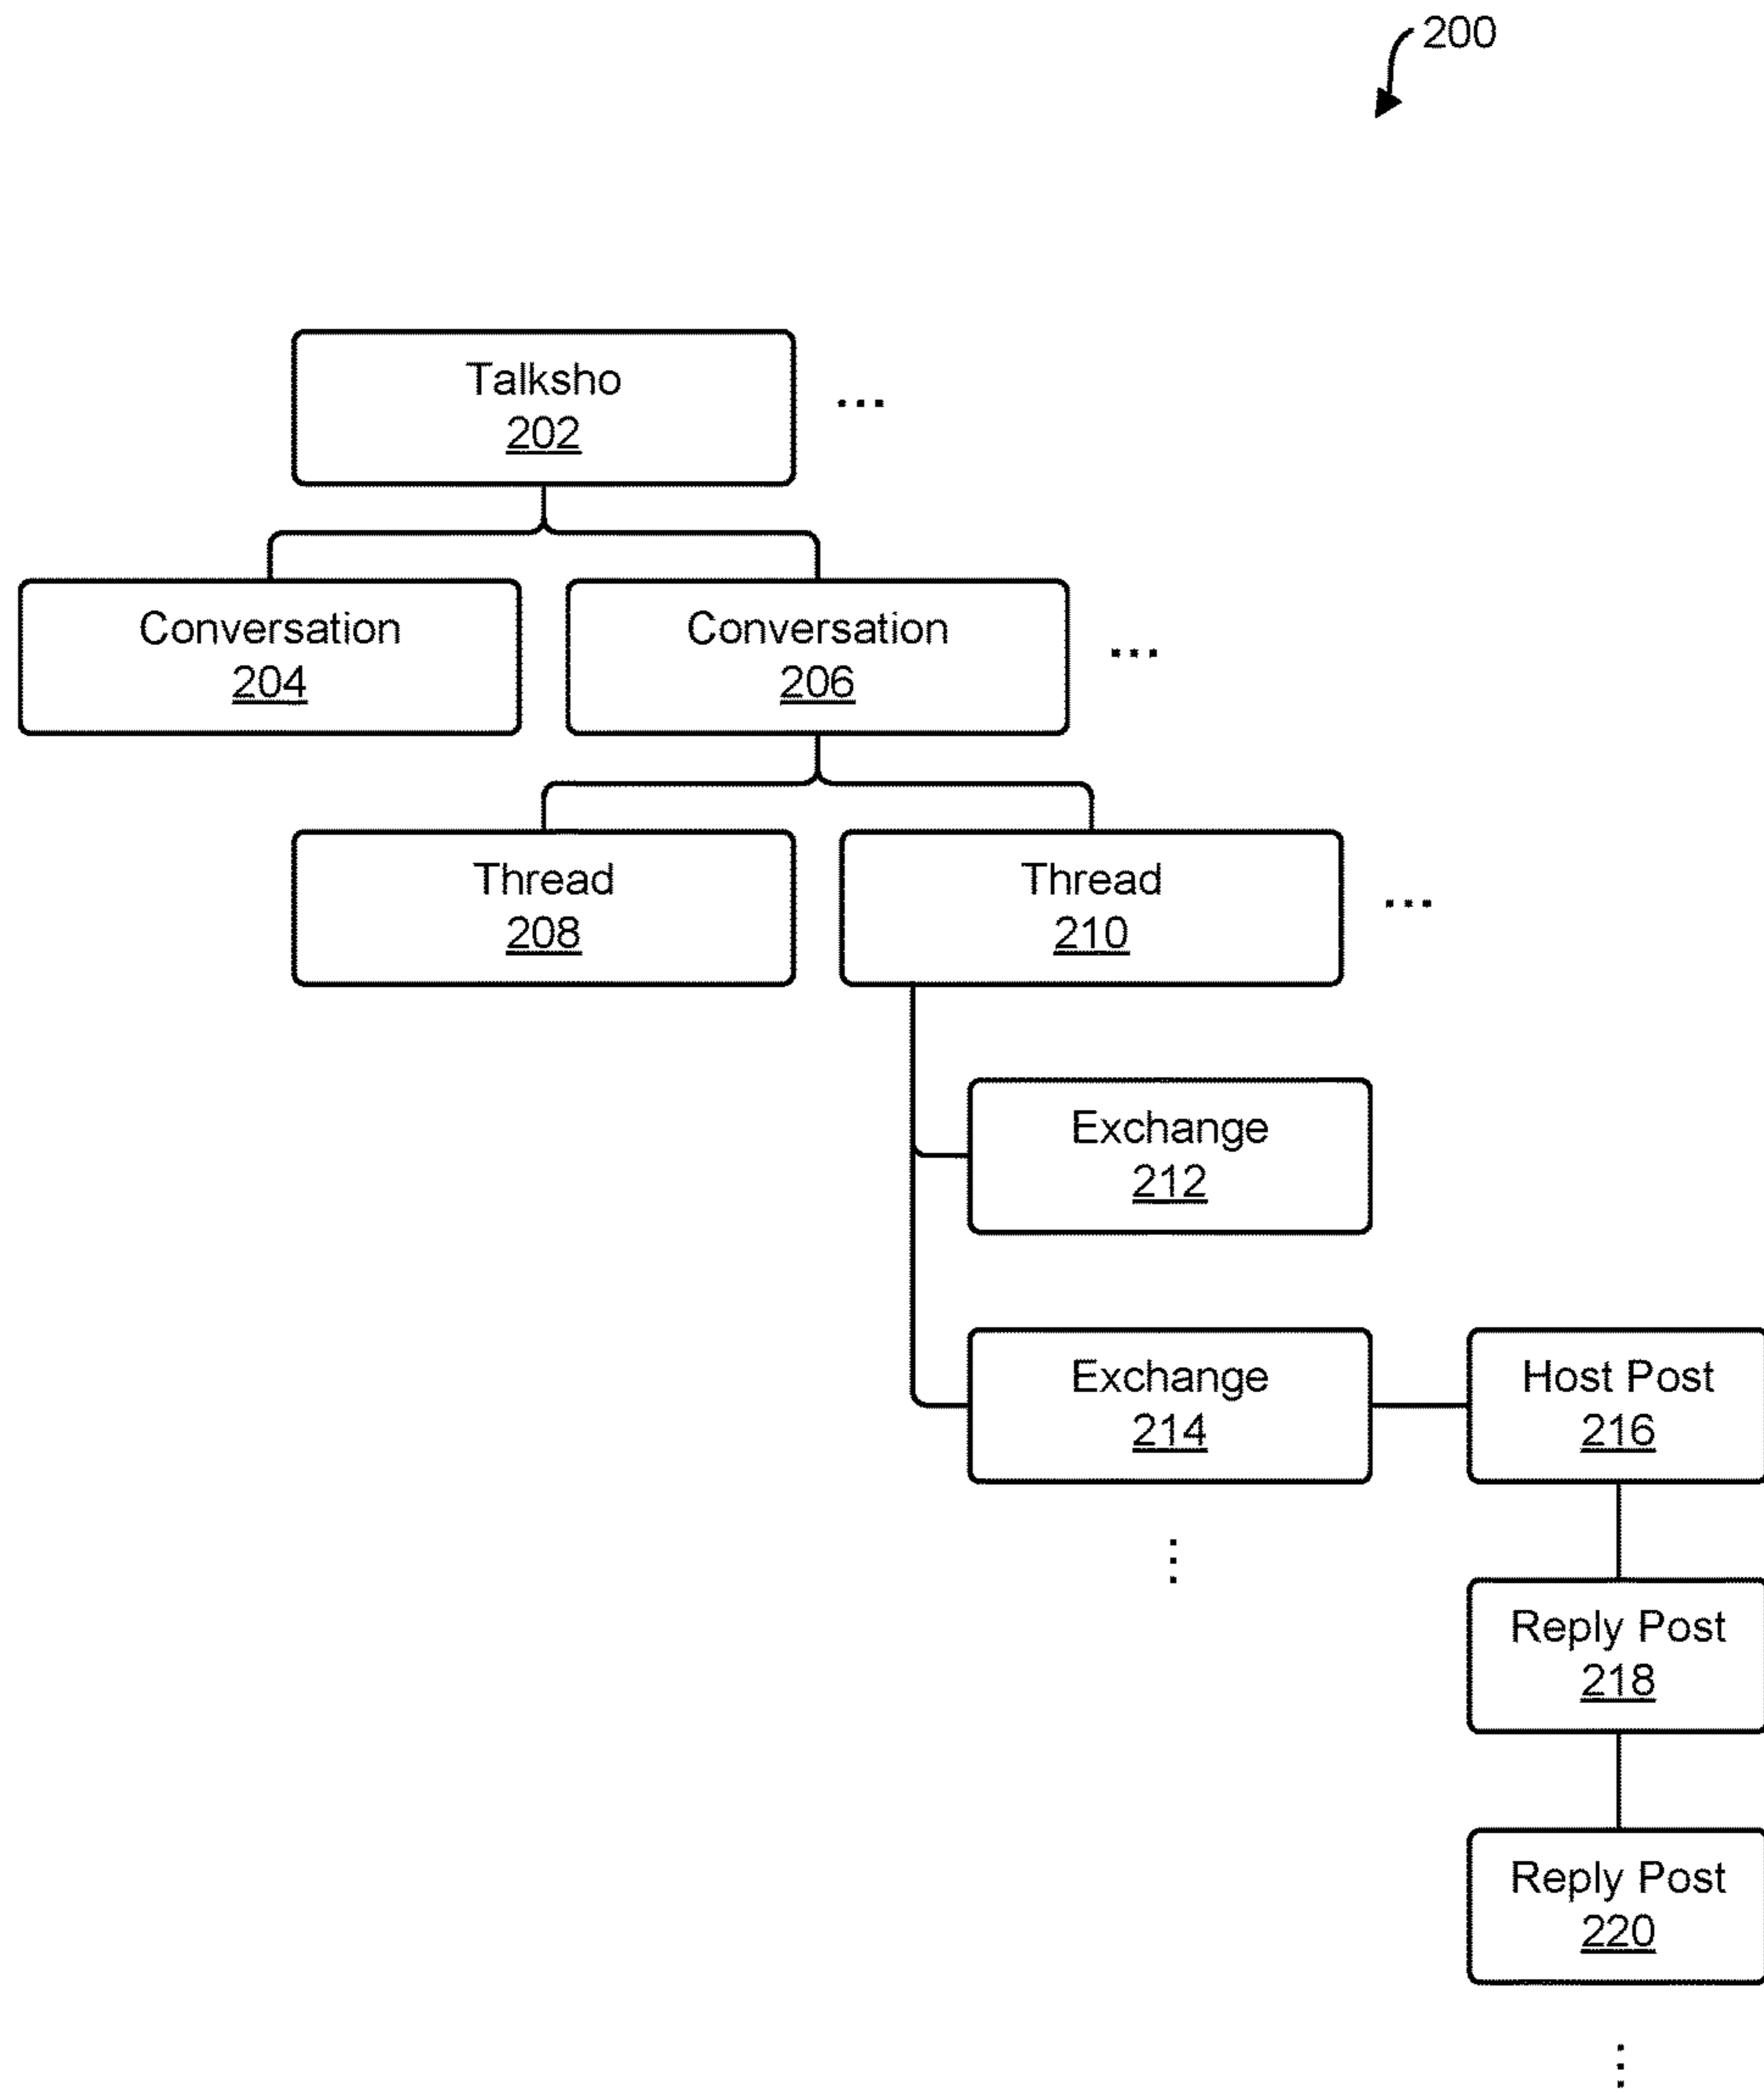 200
Talksho
202
...
Conversation
204
Conversation
206
...
Thread
208
Thread
210
...
Exchange
212
Exchange
214
Host Post
216
...
Reply Post
218
Reply Post
220
...